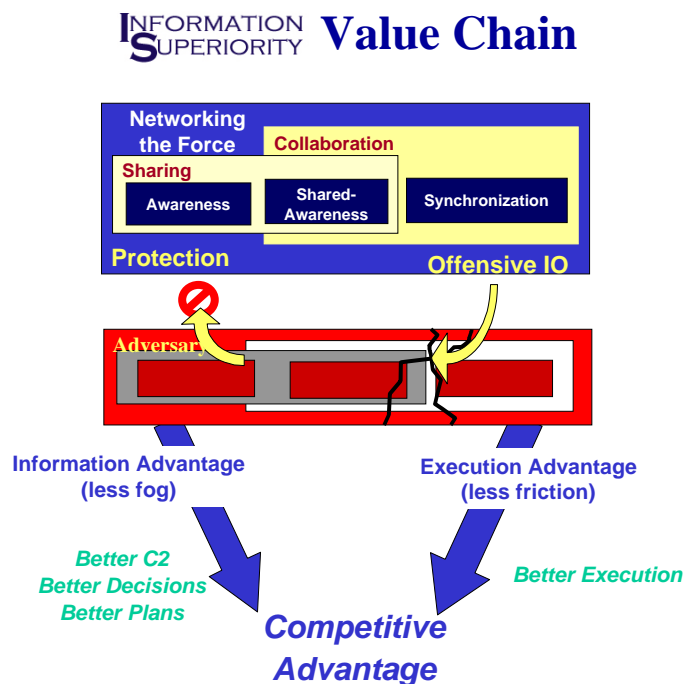 INFORMATION
SUPERIORITY
Value Chain
Networking
the Force
Collaboration
Sharing
Awareness
Shared-
Awareness
Synchronization
Protection
Offensive IO
Adversary
Information Advantage
(less fog)
Execution Advantage
(less friction)
Better C2
Better Decisions
Better Plans
Better Execution
Competitive
Advantage